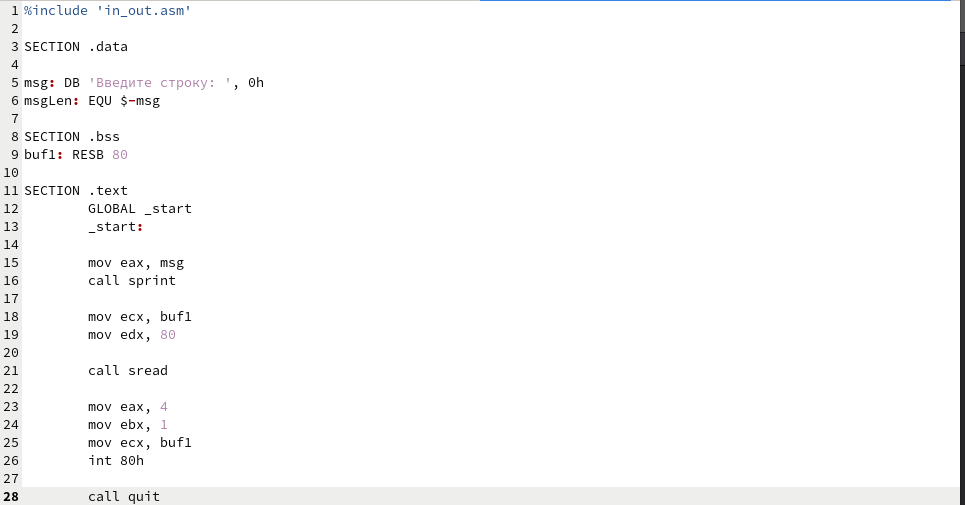 1 %include 'in_out.asm'
2
3 SECTION .data
4
5 msg: DB 'Введите строку: ', 0h
6 msgLen: EQU $-msg
7
8 SECTION .bss
9 buf1: RESB 80
10
11 SECTION .text
12 GLOBAL _start
13 _start:
14
15 mov eax, msg
16 call sprint
17
18 mov ecx, buf1
19 mov edx, 80
20
21 call sread
22
23 mov eax, 4
24 mov ebx, 1
25 mov ecx, buf1
26 int 80h
27
28 call quit